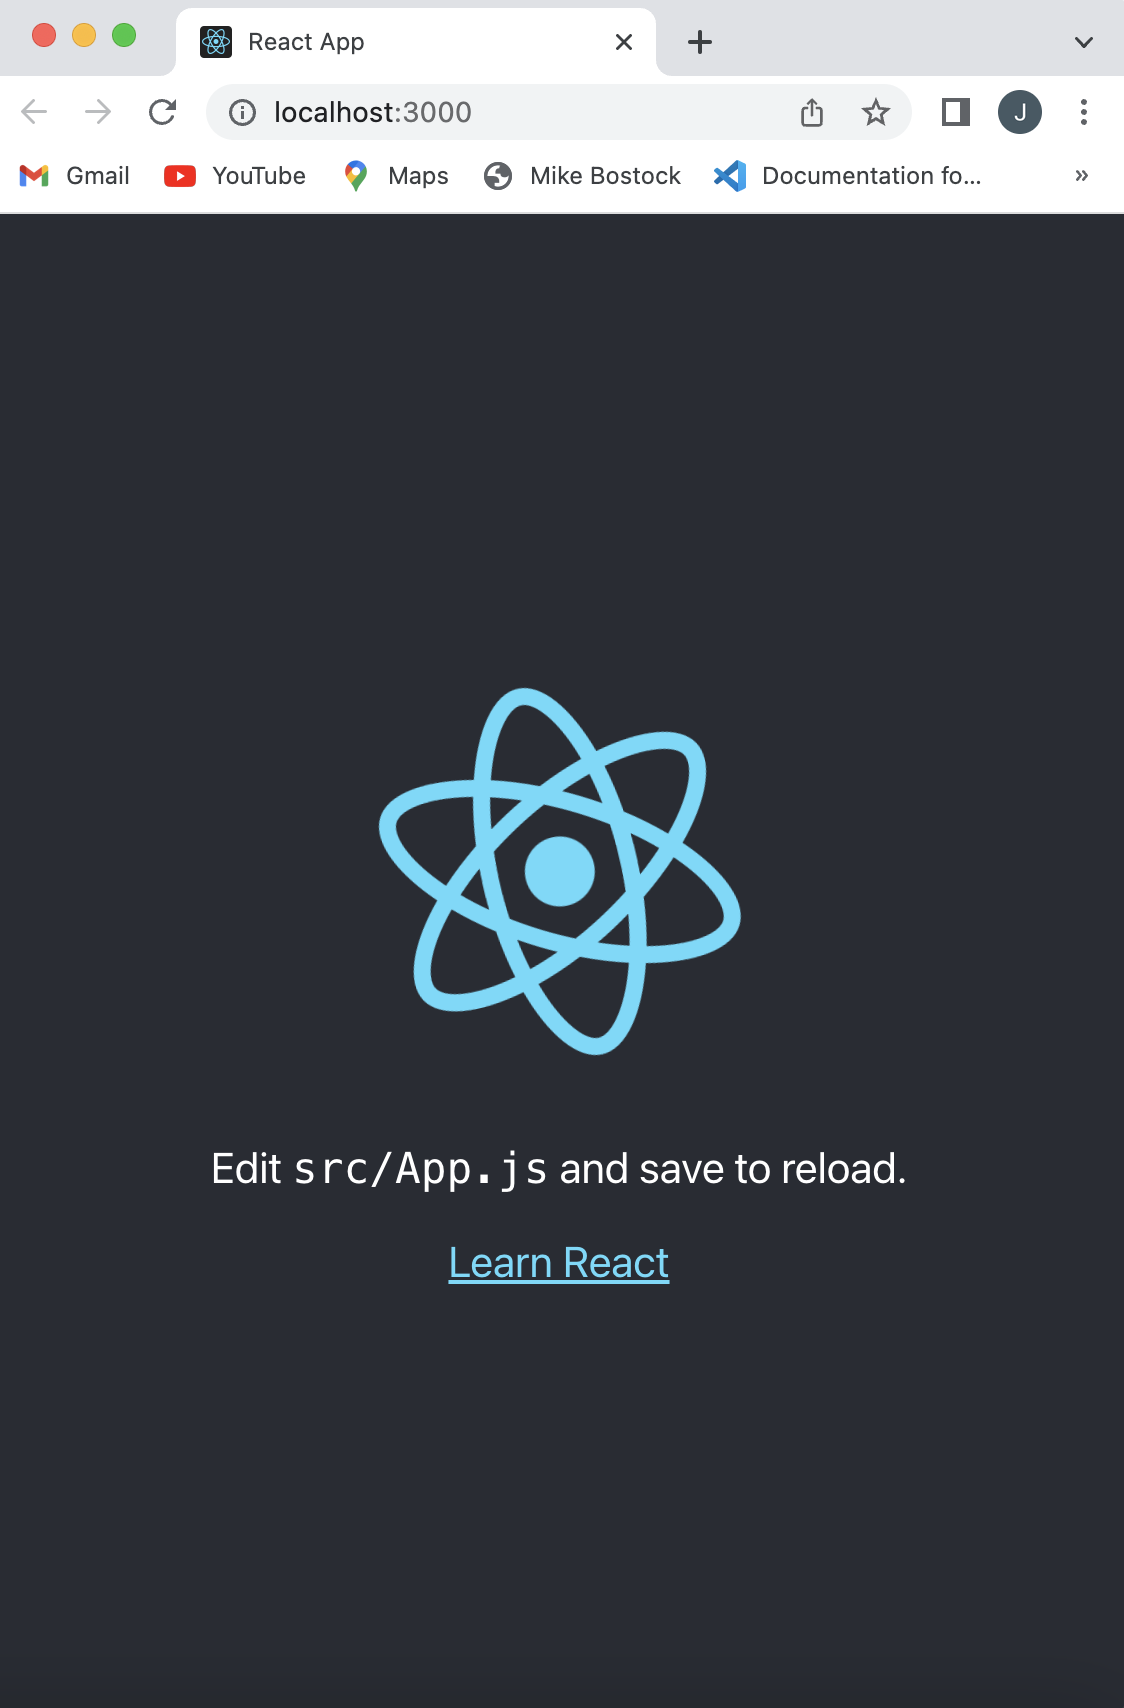 React App
localhost:3000
J
Gmail YouTube Maps Mike Bostock Documentation fo... »
Edit src/App.js and save to reload.
Learn React